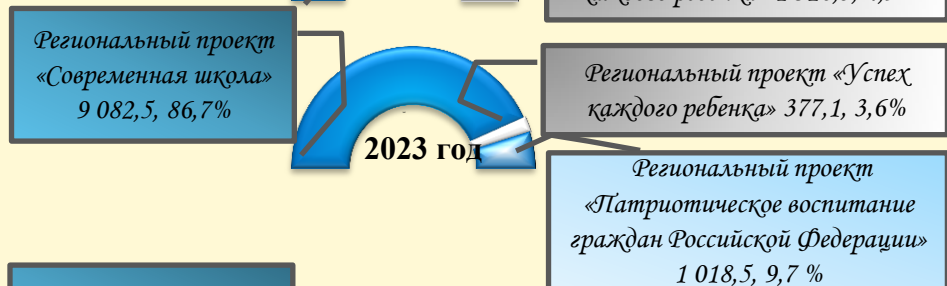 Региональный проект
«Современная школа»
9 082,5, 86,7%
2023 год
Региональный проект «Успех
каждого ребенка» 377,1, 3,6%
Региональный проект
«Патриотическое воспитание
граждан Российской Федерации»
1 018,5, 9,7 %